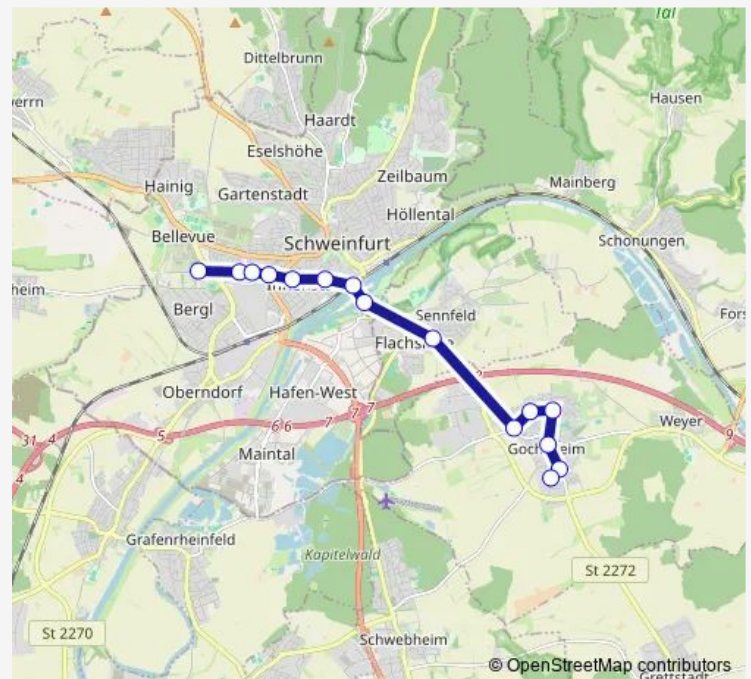 Tal
Dittelbrunn
Hausen
Haardt
Eselshöhe
Zeilbaum
Mainberg
Hainig
Gartenstadt
Höllental
Bellevue
Schweinfurt
Schonungen
heim
Bergl
Sennfeld
Fors
Oberndorf
Hafen-West
7 7
7
6 6
5
4
31
4
9
Weyer
Maintal
Grafenrheinfeld
Kapitelwald
St 2272
St 2270
Schwebheim
© OpenStreetMap contributors
Grettstadt